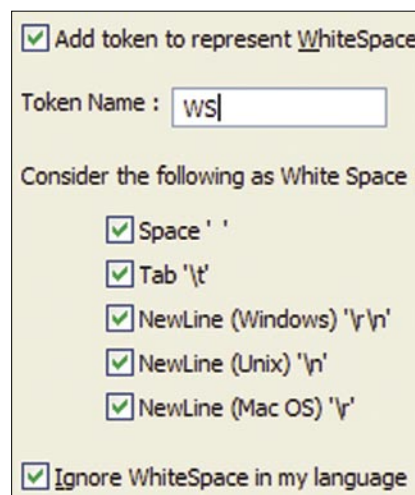 Add token to represent WhiteSpace
Token Name : WS
Consider the following as White Space
Space ' '
Tab '\t'
NewLine (Windows) '\r\n'
NewLine (Unix) '\n'
NewLine (Mac OS) '\r'
Ignore WhiteSpace in my language